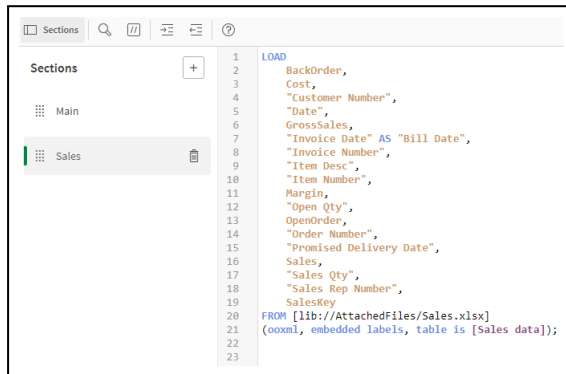 Sections
Sections
+
Main
Sales
1 LOAD
2 BackOrder,
3 Cost,
4 "Customer Number",
5 "Date",
6 GrossSales,
7 "Invoice Date" AS "Bill Date",
8 "Invoice Number",
9 "Item Desc",
10 "Item Number",
11 Margin,
12 "Open Qty",
13 OpenOrder,
14 "Order Number",
15 "Promised Delivery Date",
16 Sales,
17 "Sales Qty",
18 "Sales Rep Number",
19 SalesKey
20 FROM [lib://AttachedFiles/Sales.xlsx]
21 (ooxml, embedded labels, table is [Sales data]);
22
23